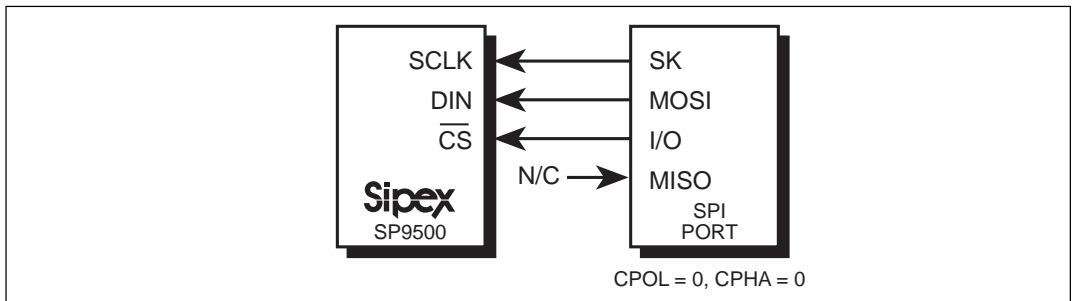 SCLK
DIN
CS
Sipex
SP9500
N/C
SK
MOSI
I/O
MISO
SPI
PORT
CPOL = 0, CPHA = 0